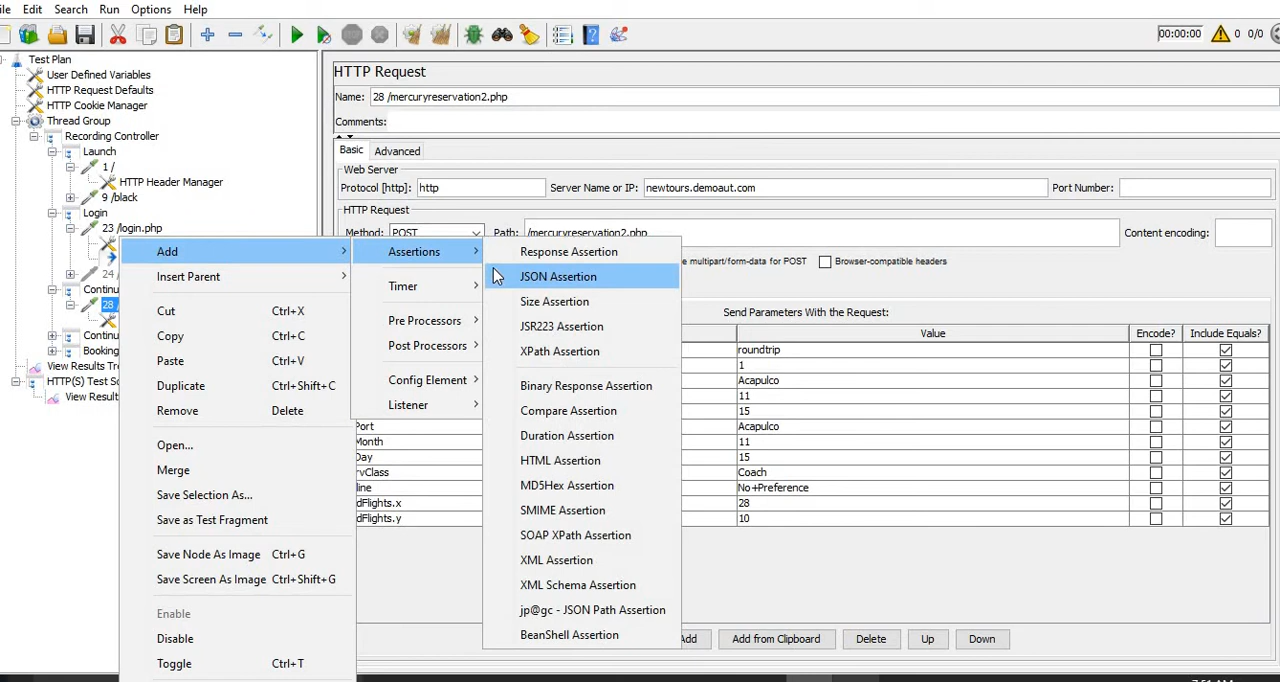 ile Edit Search Run Options Help
00:00:00 0 0/0
Test Plan
User Defined Variables
HTTP Request Defaults
HTTP Cookie Manager
Thread Group
Recording Controller
Launch
1 /
HTTP Header Manager
9 /black
Login
23 /login.php
24
Continu
28 /
Continu
Booking
View Results Tre
HTTP(S) Test Sc
View Result
HTTP Request
Name: 28 /mercuryreservation2.php
Comments:
Basic Advanced
Web Server
Protocol [http]: http Server Name or IP: newtours.demoaut.com Port Number:
HTTP Request
Method: POST Path: /mercuryreservation2.php Content encoding:
e multipart/form-data for POST Browser-compatible headers
Send Parameters With the Request:
Value Encode? Include Equals?
roundtrip
1
Acapulco
11
15
Port Acapulco
Month 11
Day 15
rvClass Coach
line No+Preference
dFlights.x 28
dFlights.y 10
Add Add from Clipboard Delete Up Down
Add
Insert Parent
Cut Ctrl+X
Copy Ctrl+C
Paste Ctrl+V
Duplicate Ctrl+Shift+C
Remove Delete
Open...
Merge
Save Selection As...
Save as Test Fragment
Save Node As Image Ctrl+G
Save Screen As Image Ctrl+Shift+G
Enable
Disable
Toggle Ctrl+T
Assertions
Timer
Pre Processors
Post Processors
Config Element
Listener
Response Assertion
JSON Assertion
Size Assertion
JSR223 Assertion
XPath Assertion
Binary Response Assertion
Compare Assertion
Duration Assertion
HTML Assertion
MD5Hex Assertion
SMIME Assertion
SOAP XPath Assertion
XML Assertion
XML Schema Assertion
jp@gc - JSON Path Assertion
BeanShell Assertion